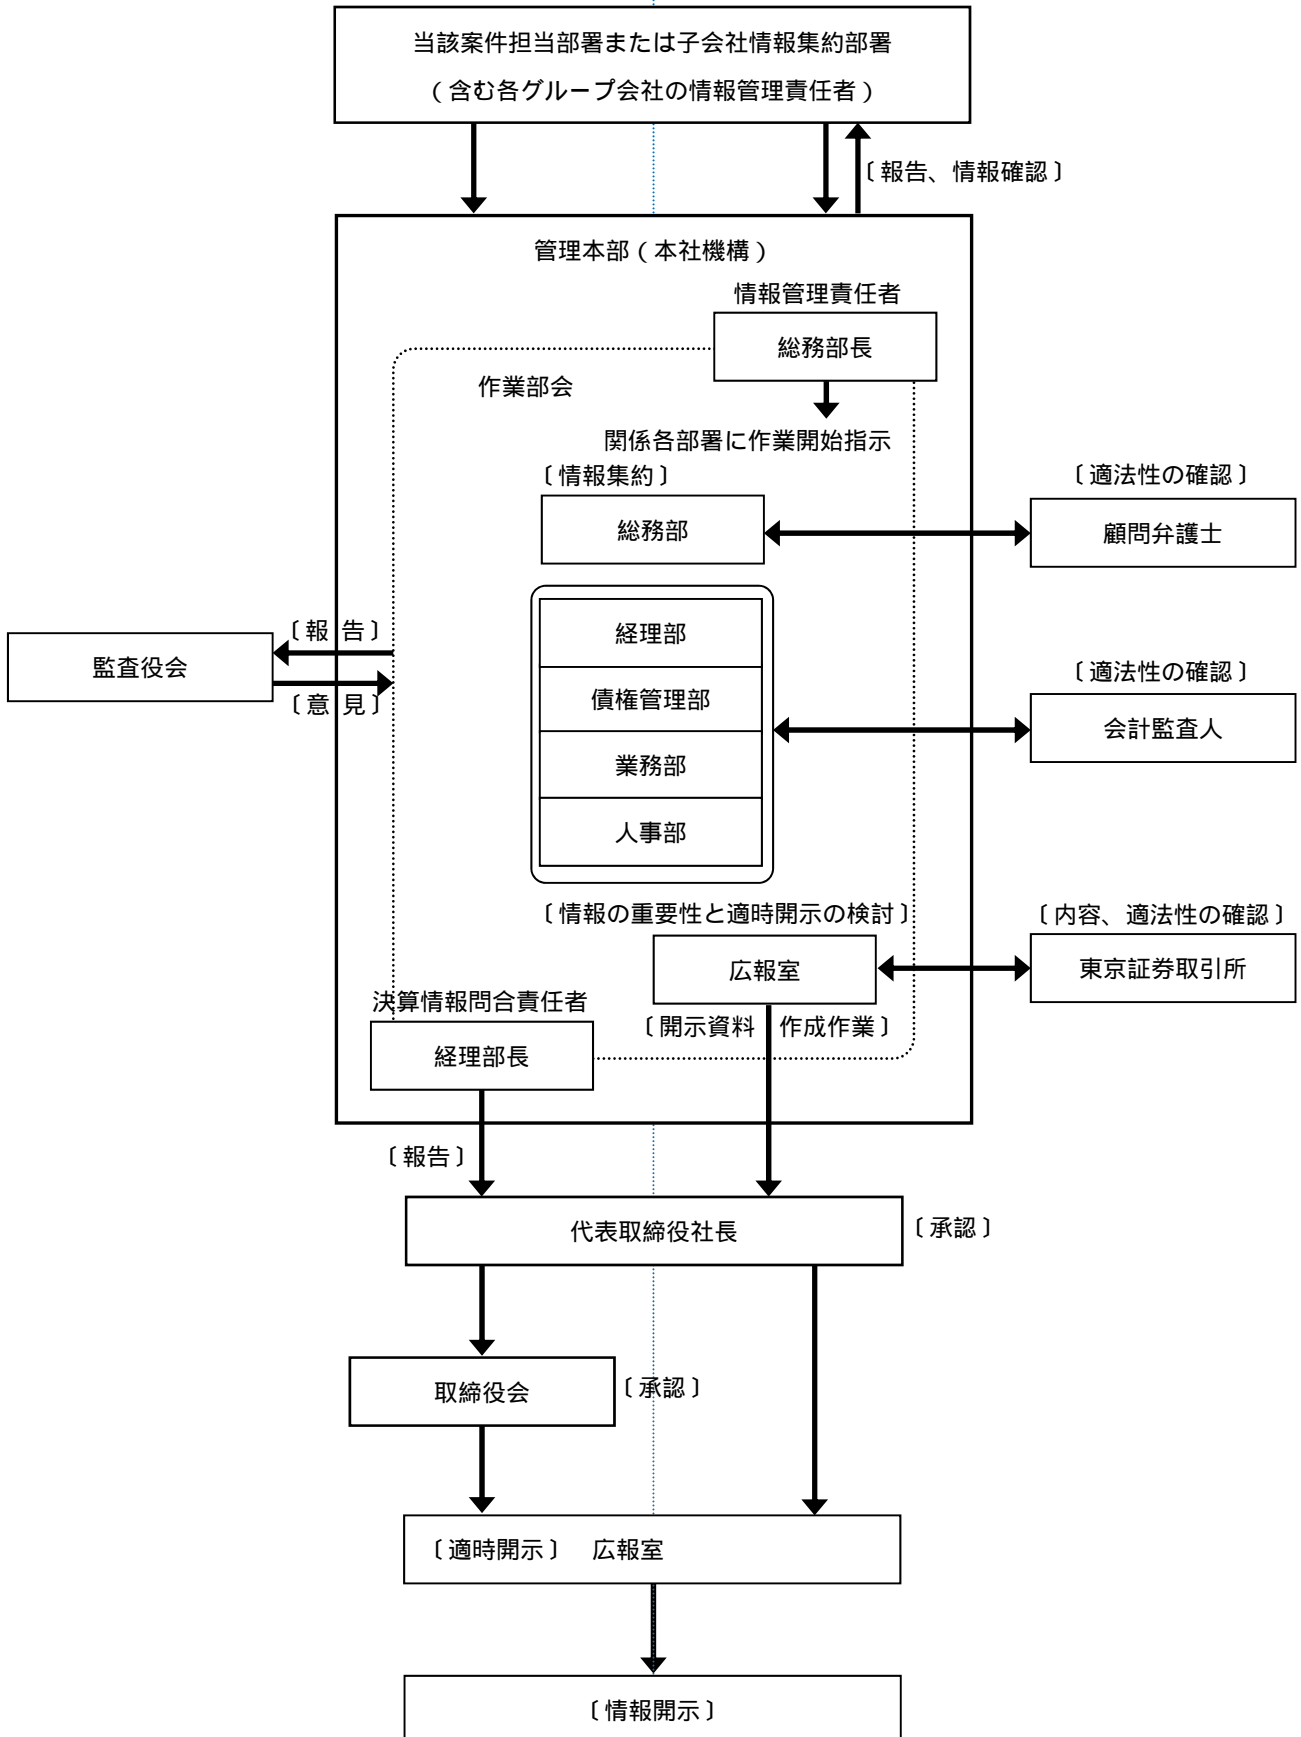 当該案件担当部署または子会社情報集約部署
(含む各グループ会社の情報管理責任者)
〔報告、情報確認〕
管理本部(本社機構)
情報管理責任者
総務部長
作業部会
関係各部署に作業開始指示
〔情報集約〕
〔適法性の確認〕
総務部
顧問弁護士
〔報 告〕
経理部
監査役会
〔適法性の確認〕
〔意 見〕
債権管理部
会計監査人
業務部
人事部
〔情報の重要性と適時開示の検討〕
〔内容、適法性の確認〕
広報室
東京証券取引所
決算情報問合責任者
〔開示資料 作成作業〕
経理部長
〔報告〕
代表取締役社長
〔承認〕
取締役会
〔承認〕
〔適時開示〕 広報室
〔情報開示〕